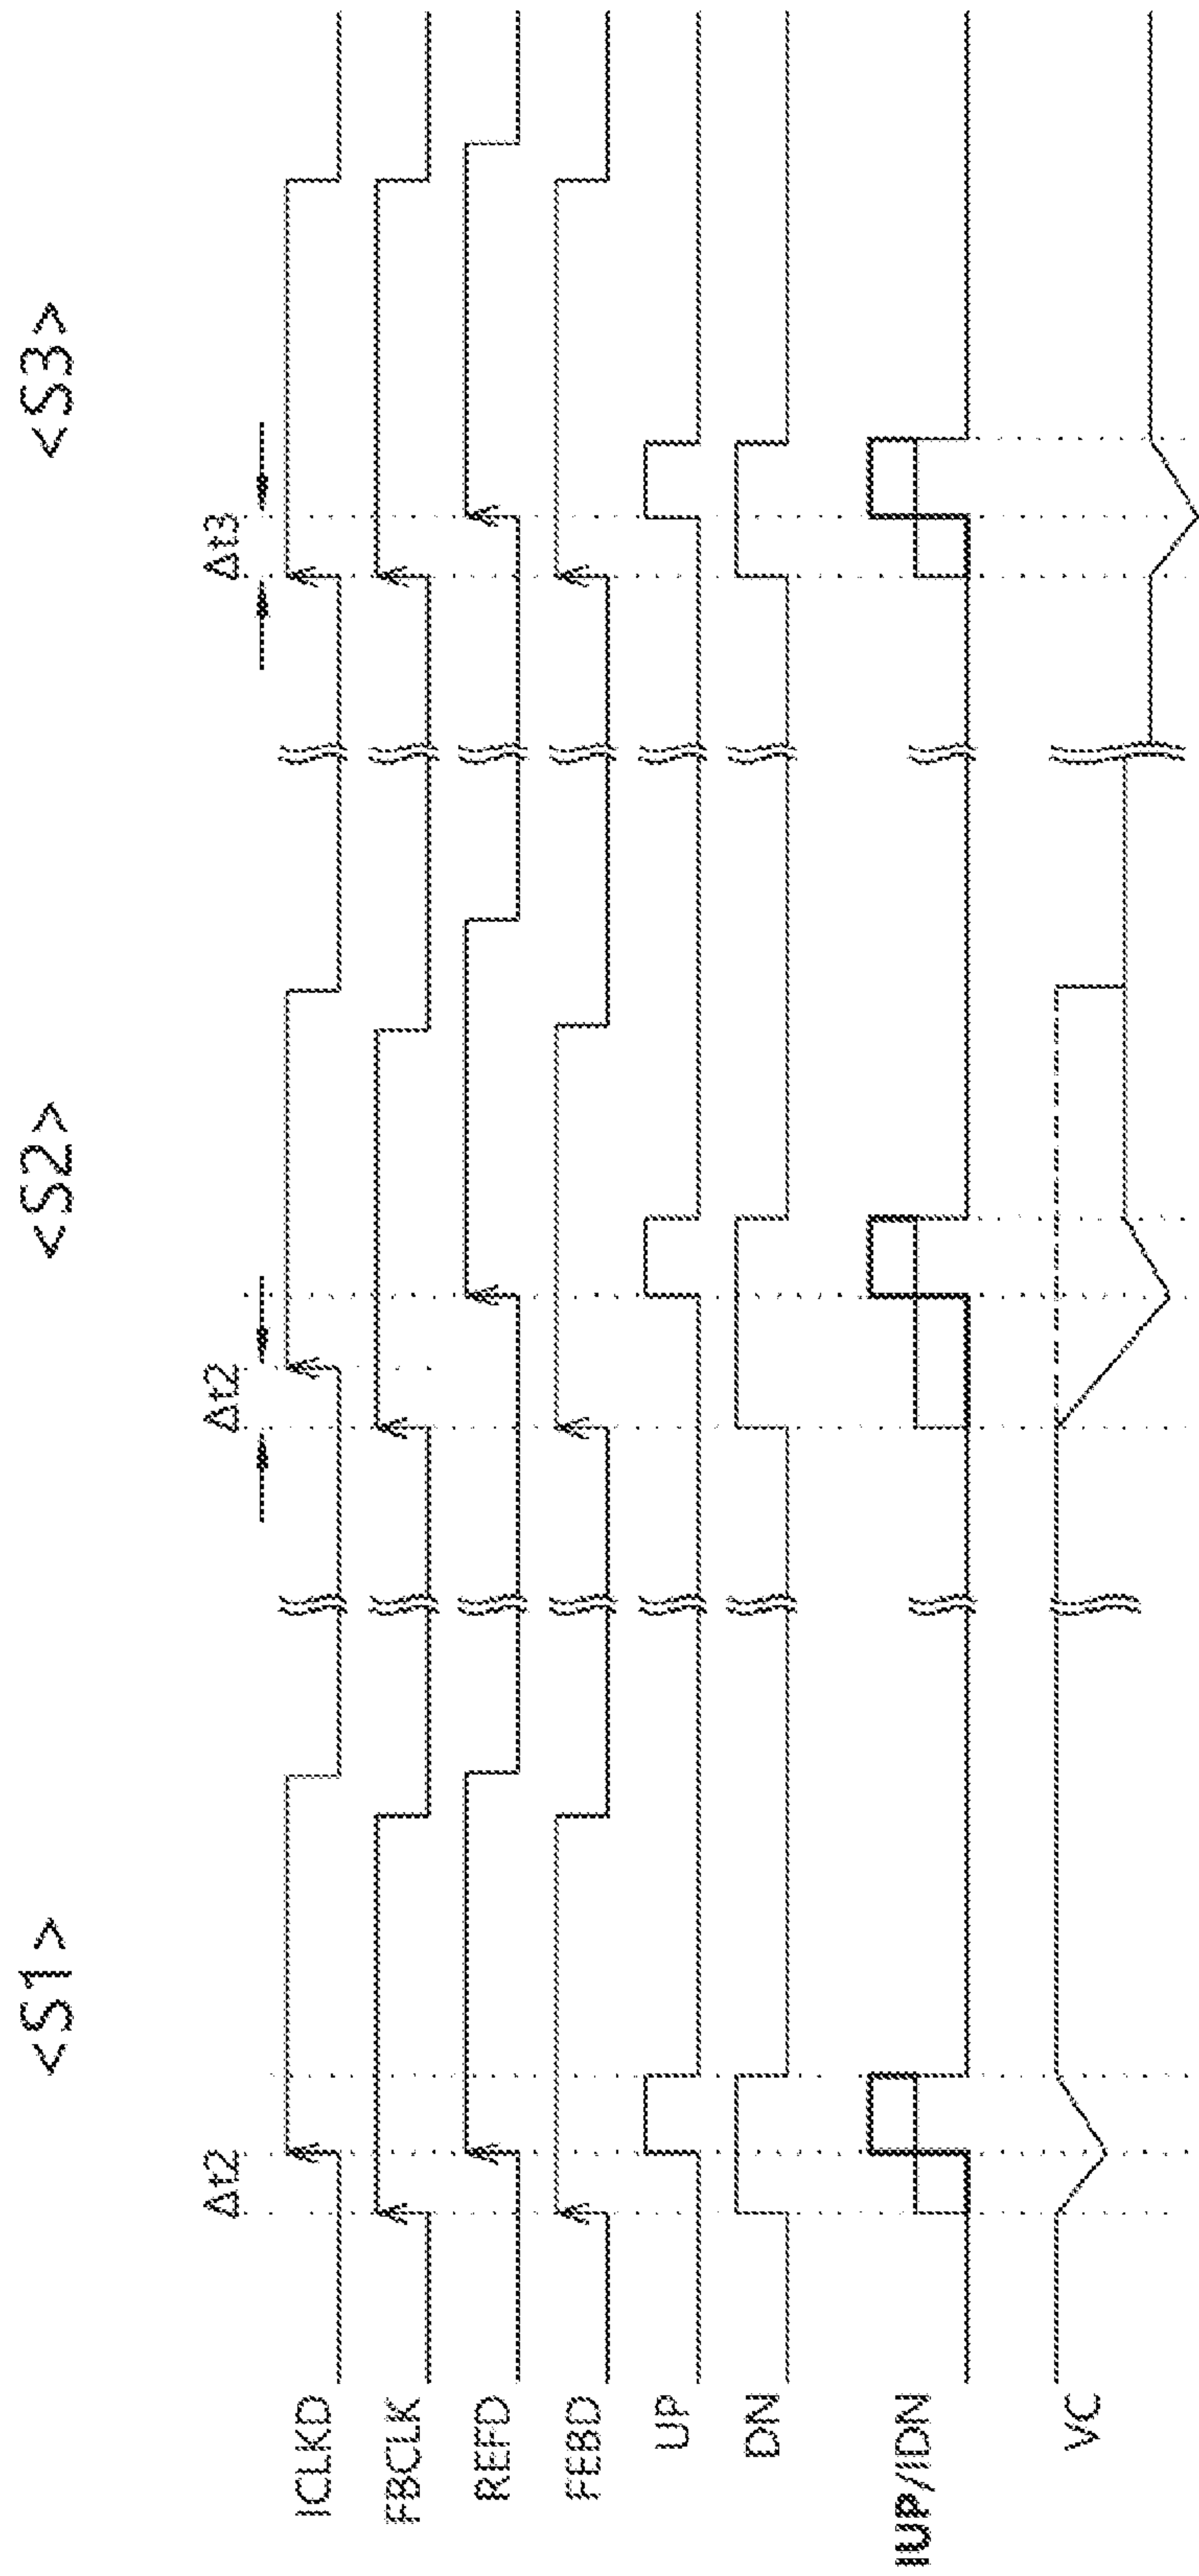 <S1>
<S2>
<S3>
Δt2
Δt2
Δt3
ICLKD
FBCLK
REFD
FEBD
UP
DN
IUP/IDN
VC